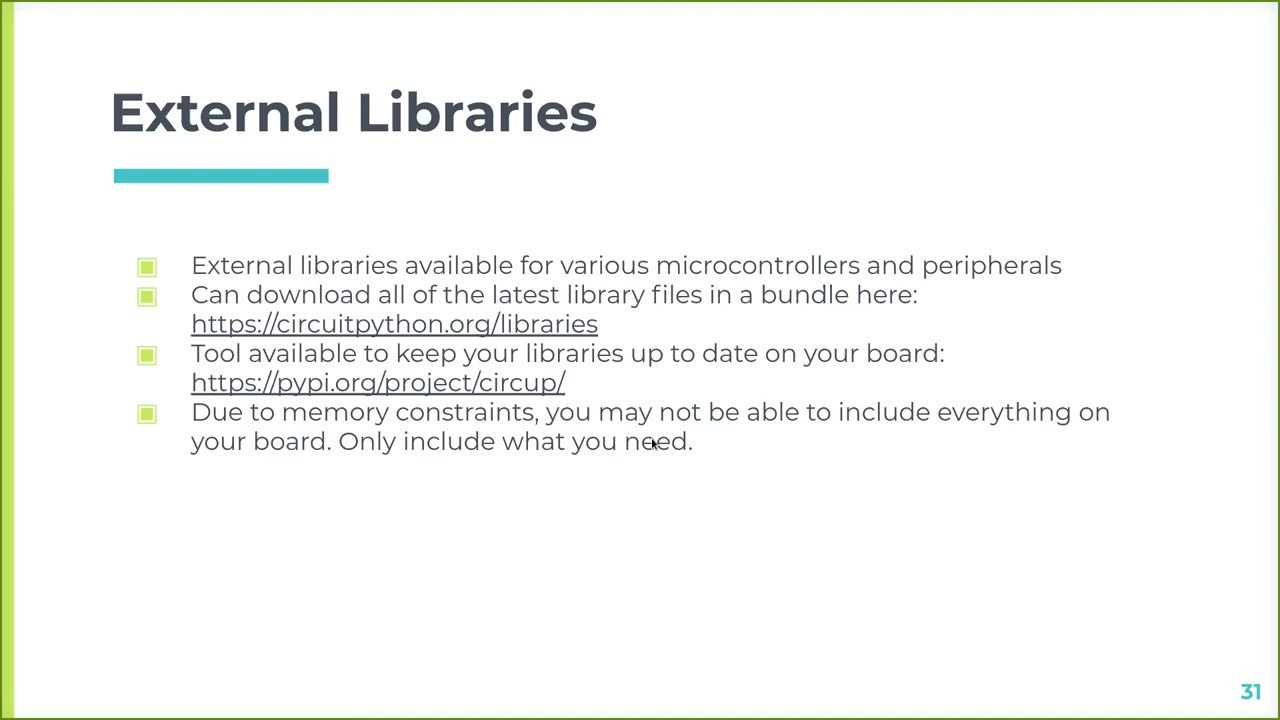 External Libraries
External libraries available for various microcontrollers and peripherals
Can download all of the latest library files in a bundle here:
https://circuitpython.org/libraries
Tool available to keep your libraries up to date on your board:
https://pypi.org/project/circup/
Due to memory constraints, you may not be able to include everything on
your board. Only include what you need.
31